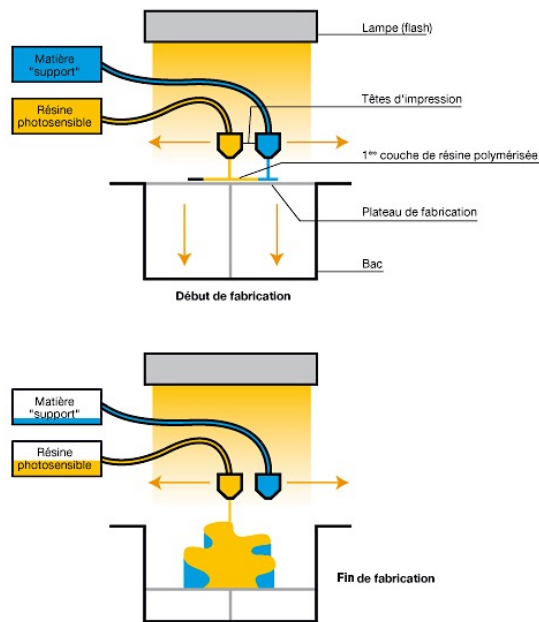 Lampe (flash)
Matière
"support"
Résine
photosensible
Têtes d'impression
1ère couche de résine polymérisée
Plateau de fabrication
Bac
Début de fabrication
Matière
"support"
Résine
photosensible
Fin de fabrication